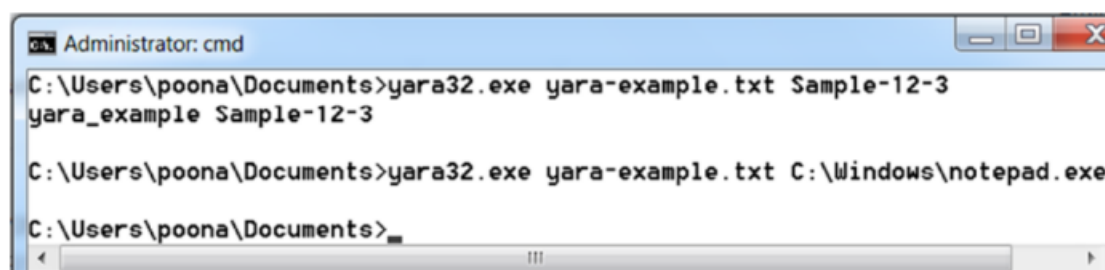 Administrator: cmd
C:\Users\poona\Documents>yara32.exe yara-example.txt Sample-12-3
yara_example Sample-12-3
C:\Users\poona\Documents>yara32.exe yara-example.txt C:\Windows\notepad.exe
C:\Users\poona\Documents>_